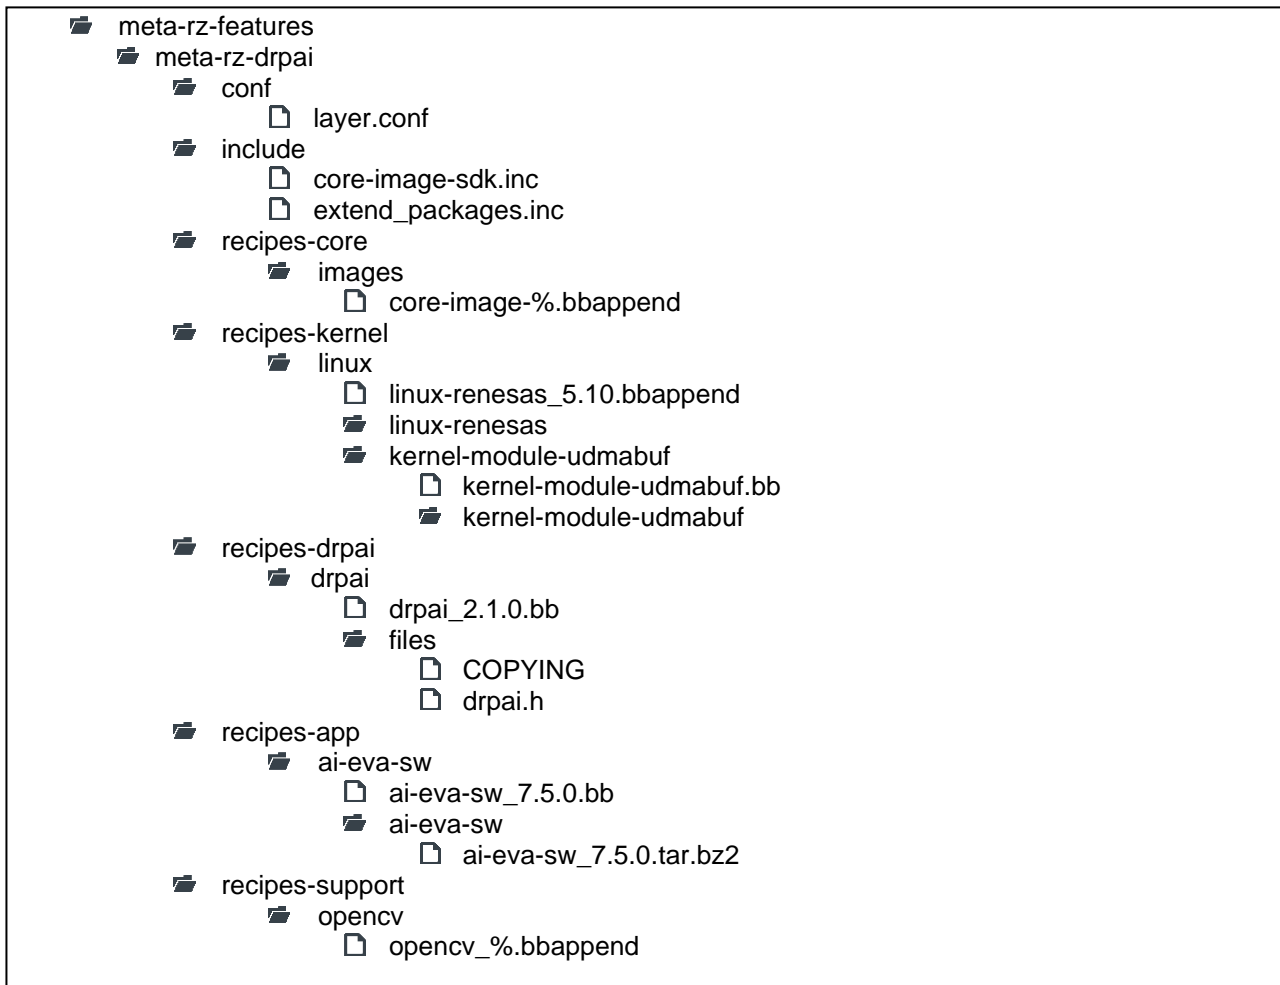 meta-rz-features
meta-rz-drpai
conf
layer.conf
include
core-image-sdk.inc
extend_packages.inc
recipes-core
images
core-image-%.bbappend
recipes-kernel
linux
linux-renesas_5.10.bbappend
linux-renesas
kernel-module-udmabuf
kernel-module-udmabuf.bb
kernel-module-udmabuf
recipes-drpai
drpai
drpai_2.1.0.bb
files
COPYING
drpai.h
recipes-app
ai-eva-sw
ai-eva-sw_7.5.0.bb
ai-eva-sw
ai-eva-sw_7.5.0.tar.bz2
recipes-support
opencv
opencv_%.bbappend